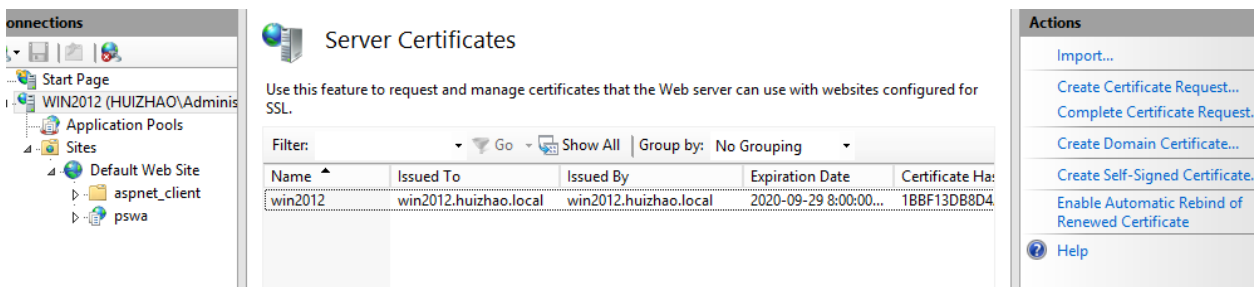 onnections
Start Page
WIN2012 (HUIZHAO\Adminis
Application Pools
Sites
Default Web Site
aspnet_client
pswa
Server Certificates
Use this feature to request and manage certificates that the Web server can use with websites configured for
SSL.
Filter: Go Show All Group by: No Grouping
Name Issued To Issued By Expiration Date Certificate Has
win2012 win2012.huizhao.local win2012.huizhao.local 2020-09-29 8:00:00... 1BBF13DB8D4
Actions
Import...
Create Certificate Request...
Complete Certificate Request.
Create Domain Certificate...
Create Self-Signed Certificate.
Enable Automatic Rebind of
Renewed Certificate
Help